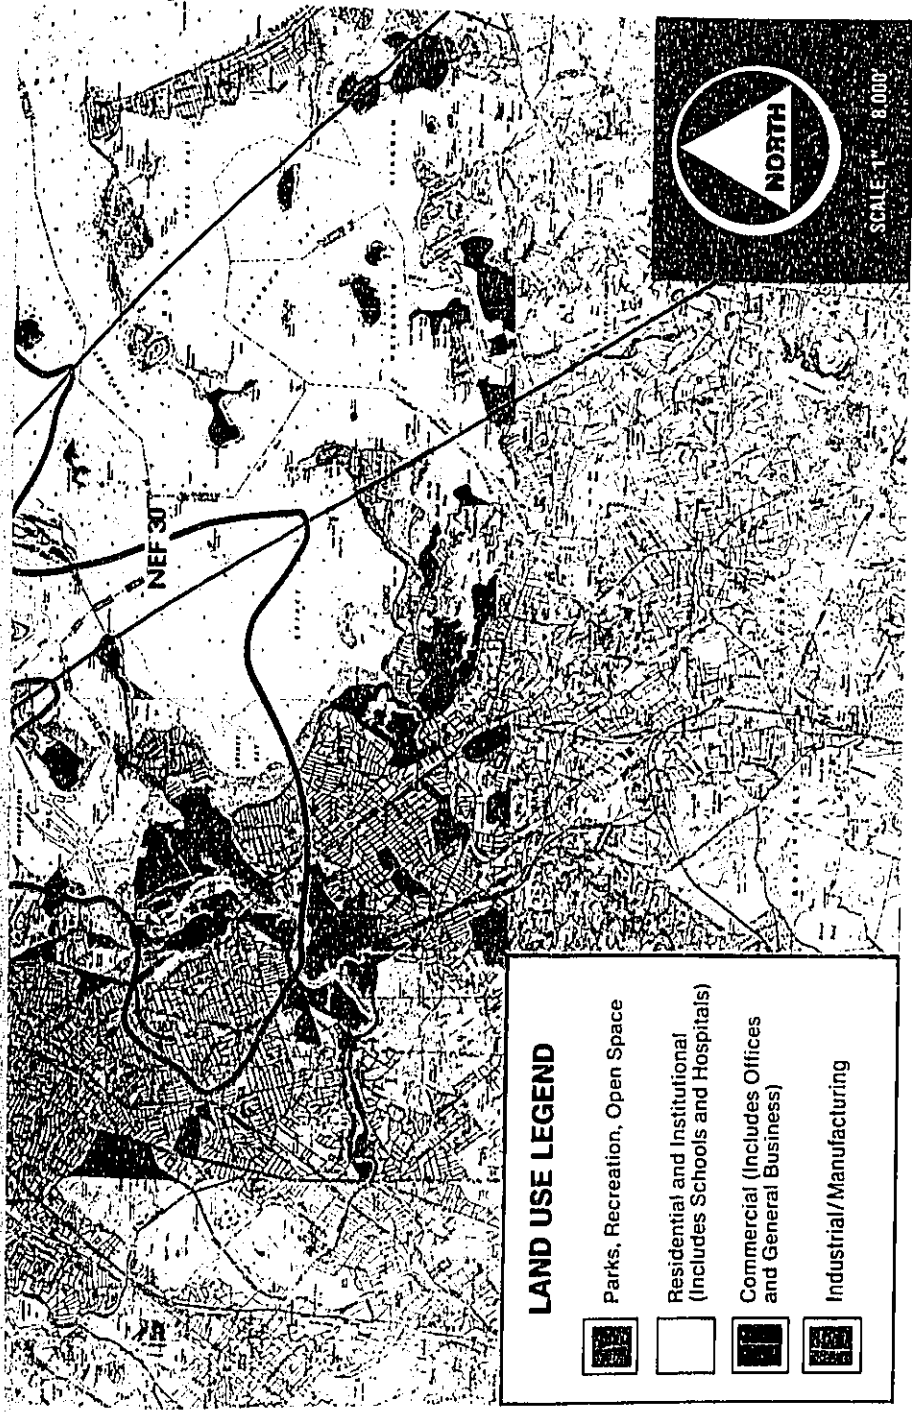 NEF 30
LAND USE LEGEND
Parks, Recreation, Open Space
Residential and Institutional
(Includes Schools and Hospitals)
Commercial (Includes Offices
and General Business)
Industrial/Manufacturing
NORTH
SCALE: 1" 8,000'